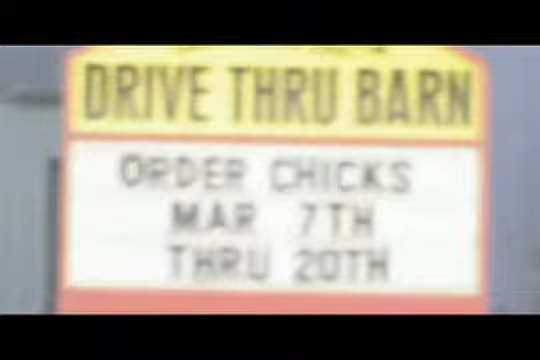 DRIVE THRU BARN
ORDER CHICKS
MAR 7TH
THRU 20TH